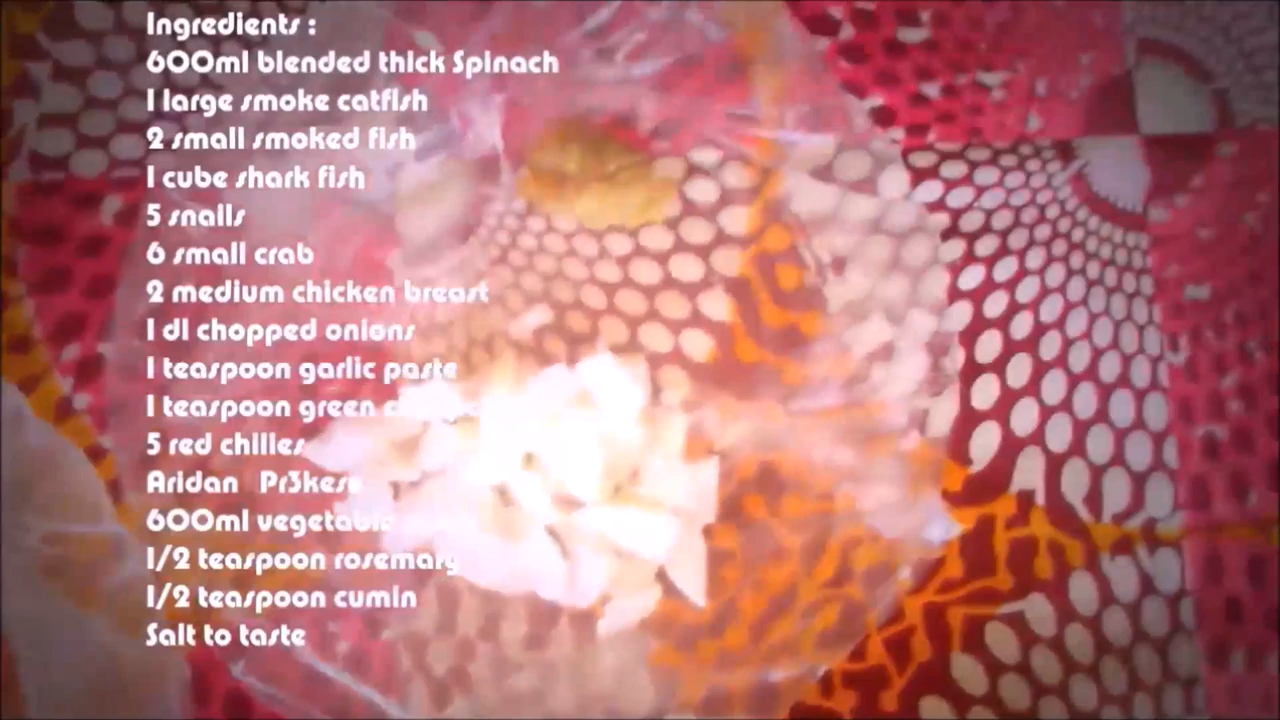 Ingredients :
600ml blended thick Spinach
1 large smoke catfish
2 small smoked fish
1 cube shark fish
5 snails
6 small crab
2 medium chicken breast
1 dl chopped onions
1 teaspoon garlic paste
1 teaspoon green
5 red chilles
Aridan Pr3kese
600ml vegetable
1/2 teaspoon rosemary
1/2 teaspoon cumin
Salt to taste